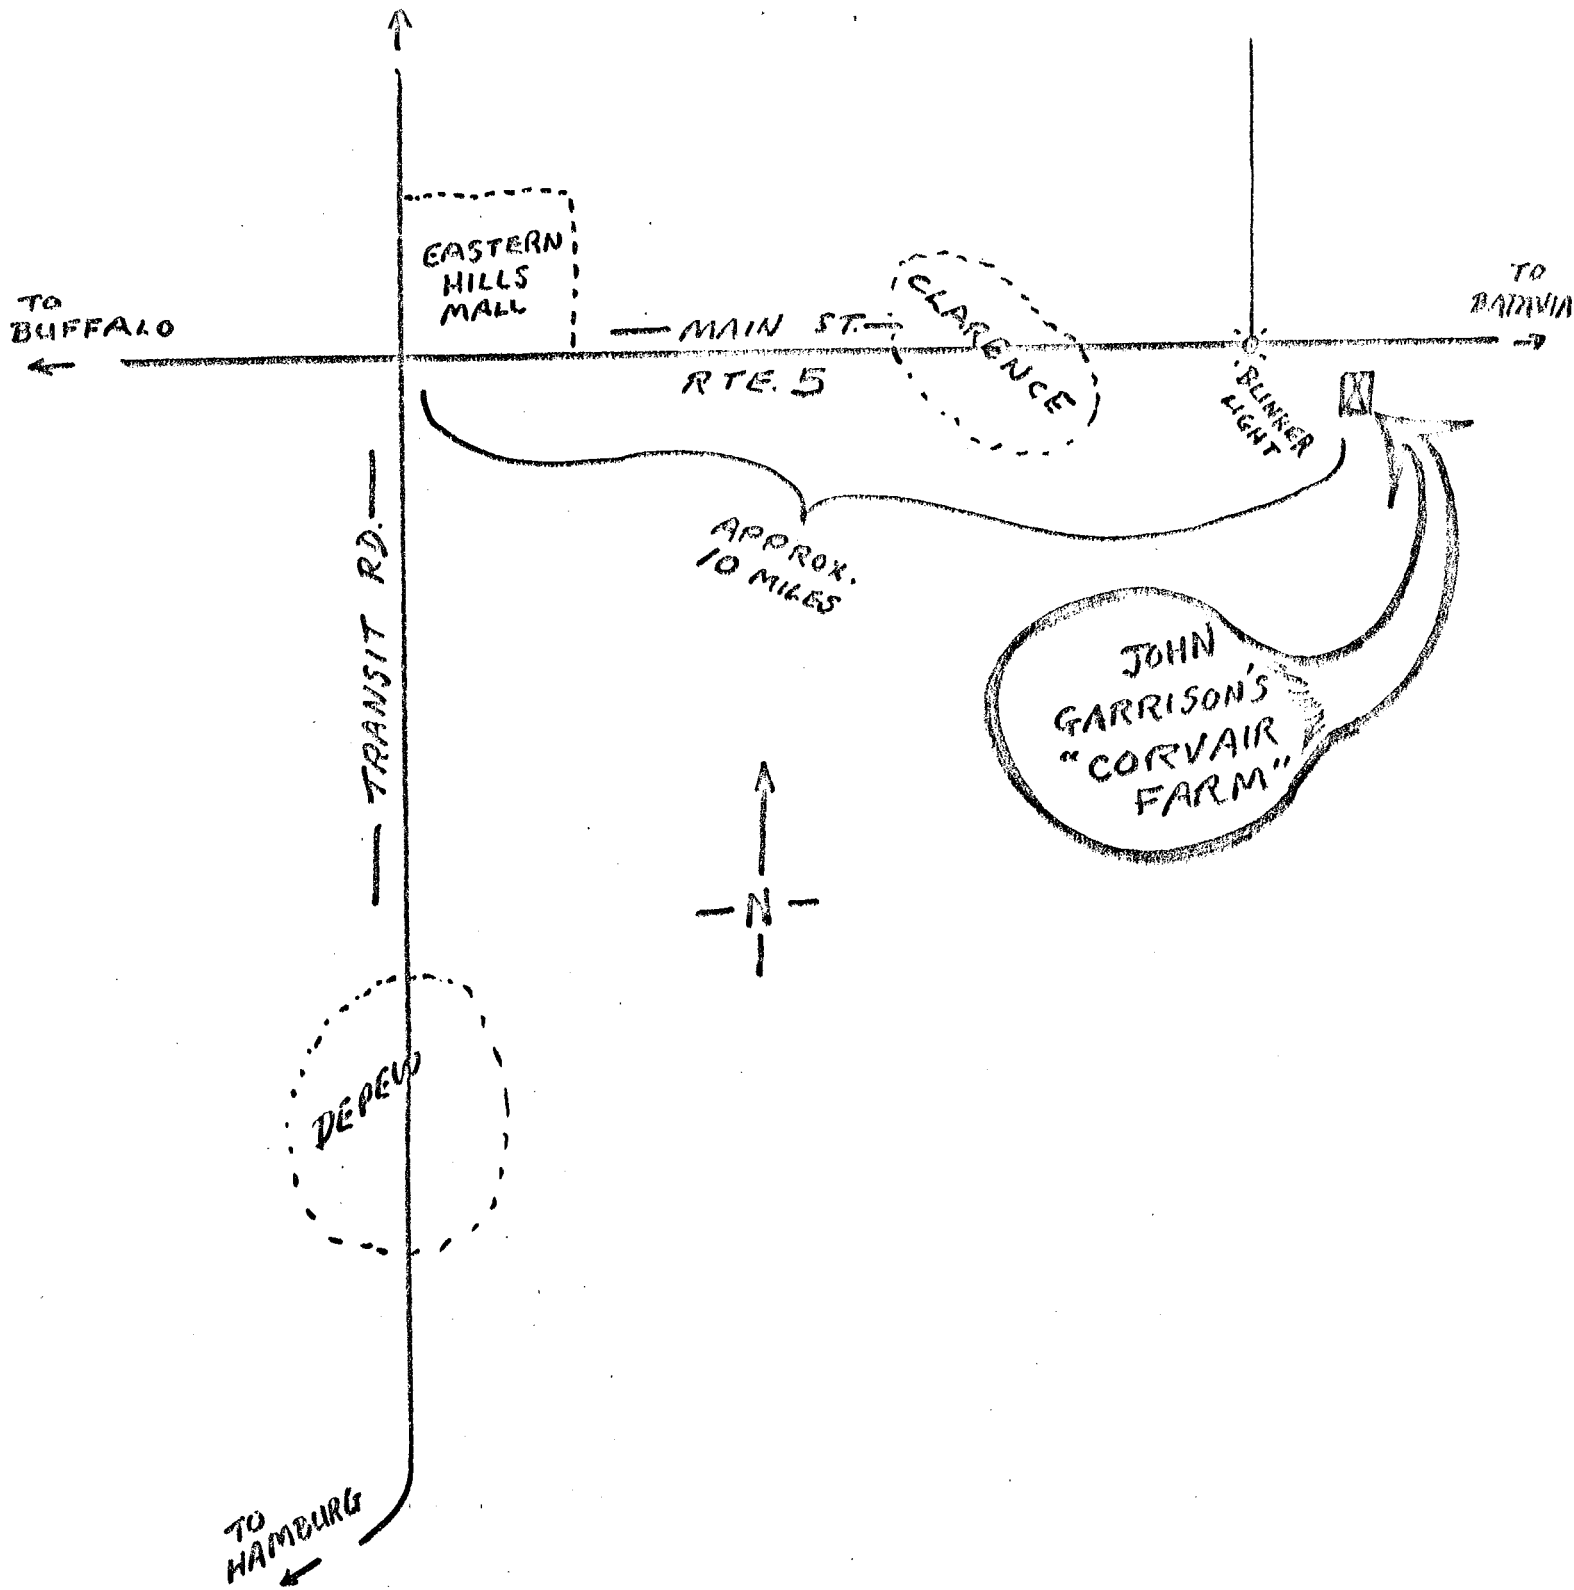 EASTERN
HILLS
MALL
TO
BUFFALO
— MAIN ST. —
RTE. 5
CLARENCE
TO
BATAVIA
BLINKER
LIGHT
— TRANSIT RD. —
APPROX.
10 MILES
JOHN
GARRISON'S
"CORVAIR
FARM"
— N —
DEPEW
TO
HAMBURG